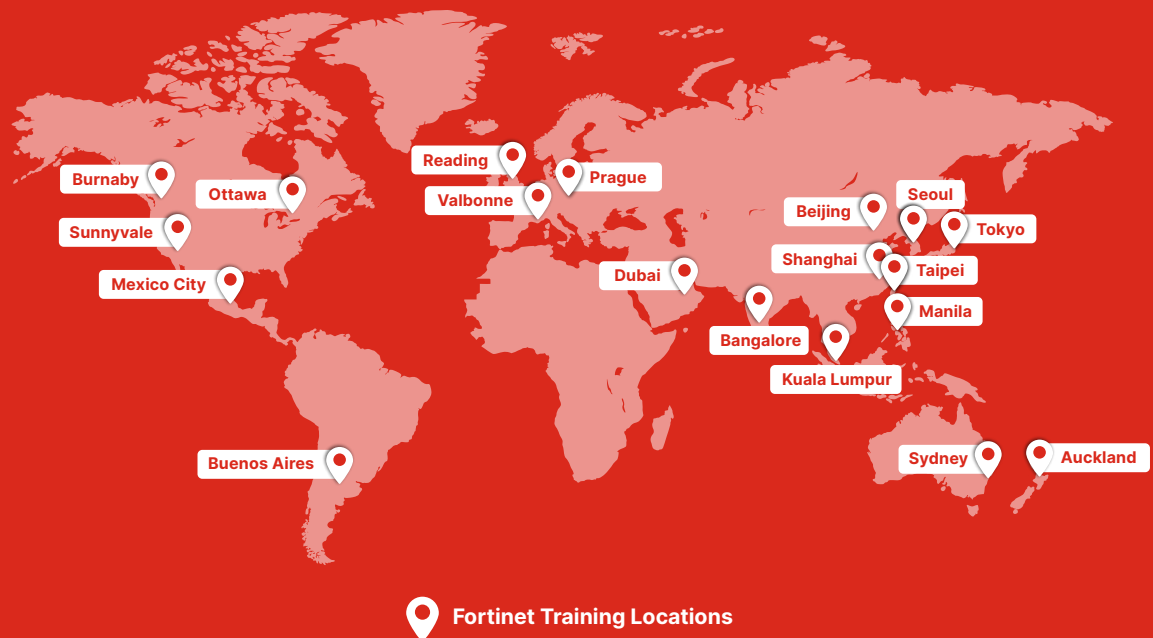 Reading
Prague
Burnaby
Ottawa
Valbonne
Seoul
Beijing
Sunnyvale
Tokyo
Shanghai
Taipei
Dubai
Mexico City
Manila
Bangalore
Kuala Lumpur
Buenos Aires
Sydney
Auckland
Fortinet Training Locations